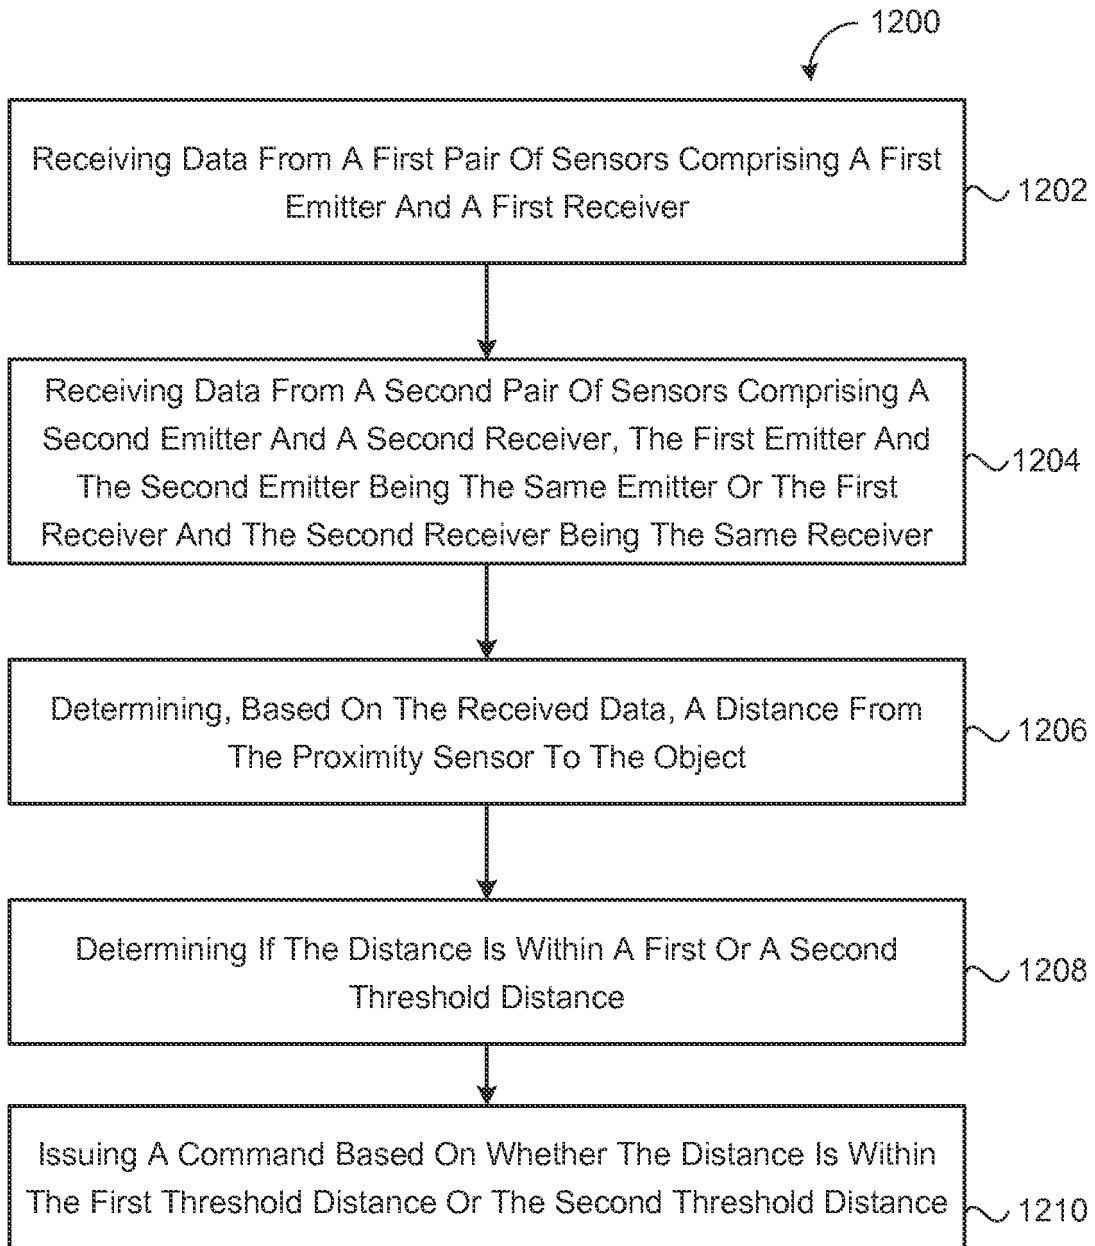 1200
Receiving Data From A First Pair Of Sensors Comprising A First
Emitter And A First Receiver
1202
Receiving Data From A Second Pair Of Sensors Comprising A
Second Emitter And A Second Receiver, The First Emitter And
The Second Emitter Being The Same Emitter Or The First
Receiver And The Second Receiver Being The Same Receiver
1204
Determining, Based On The Received Data, A Distance From
The Proximity Sensor To The Object
1206
Determining If The Distance Is Within A First Or A Second
Threshold Distance
1208
Issuing A Command Based On Whether The Distance Is Within
The First Threshold Distance Or The Second Threshold Distance
1210